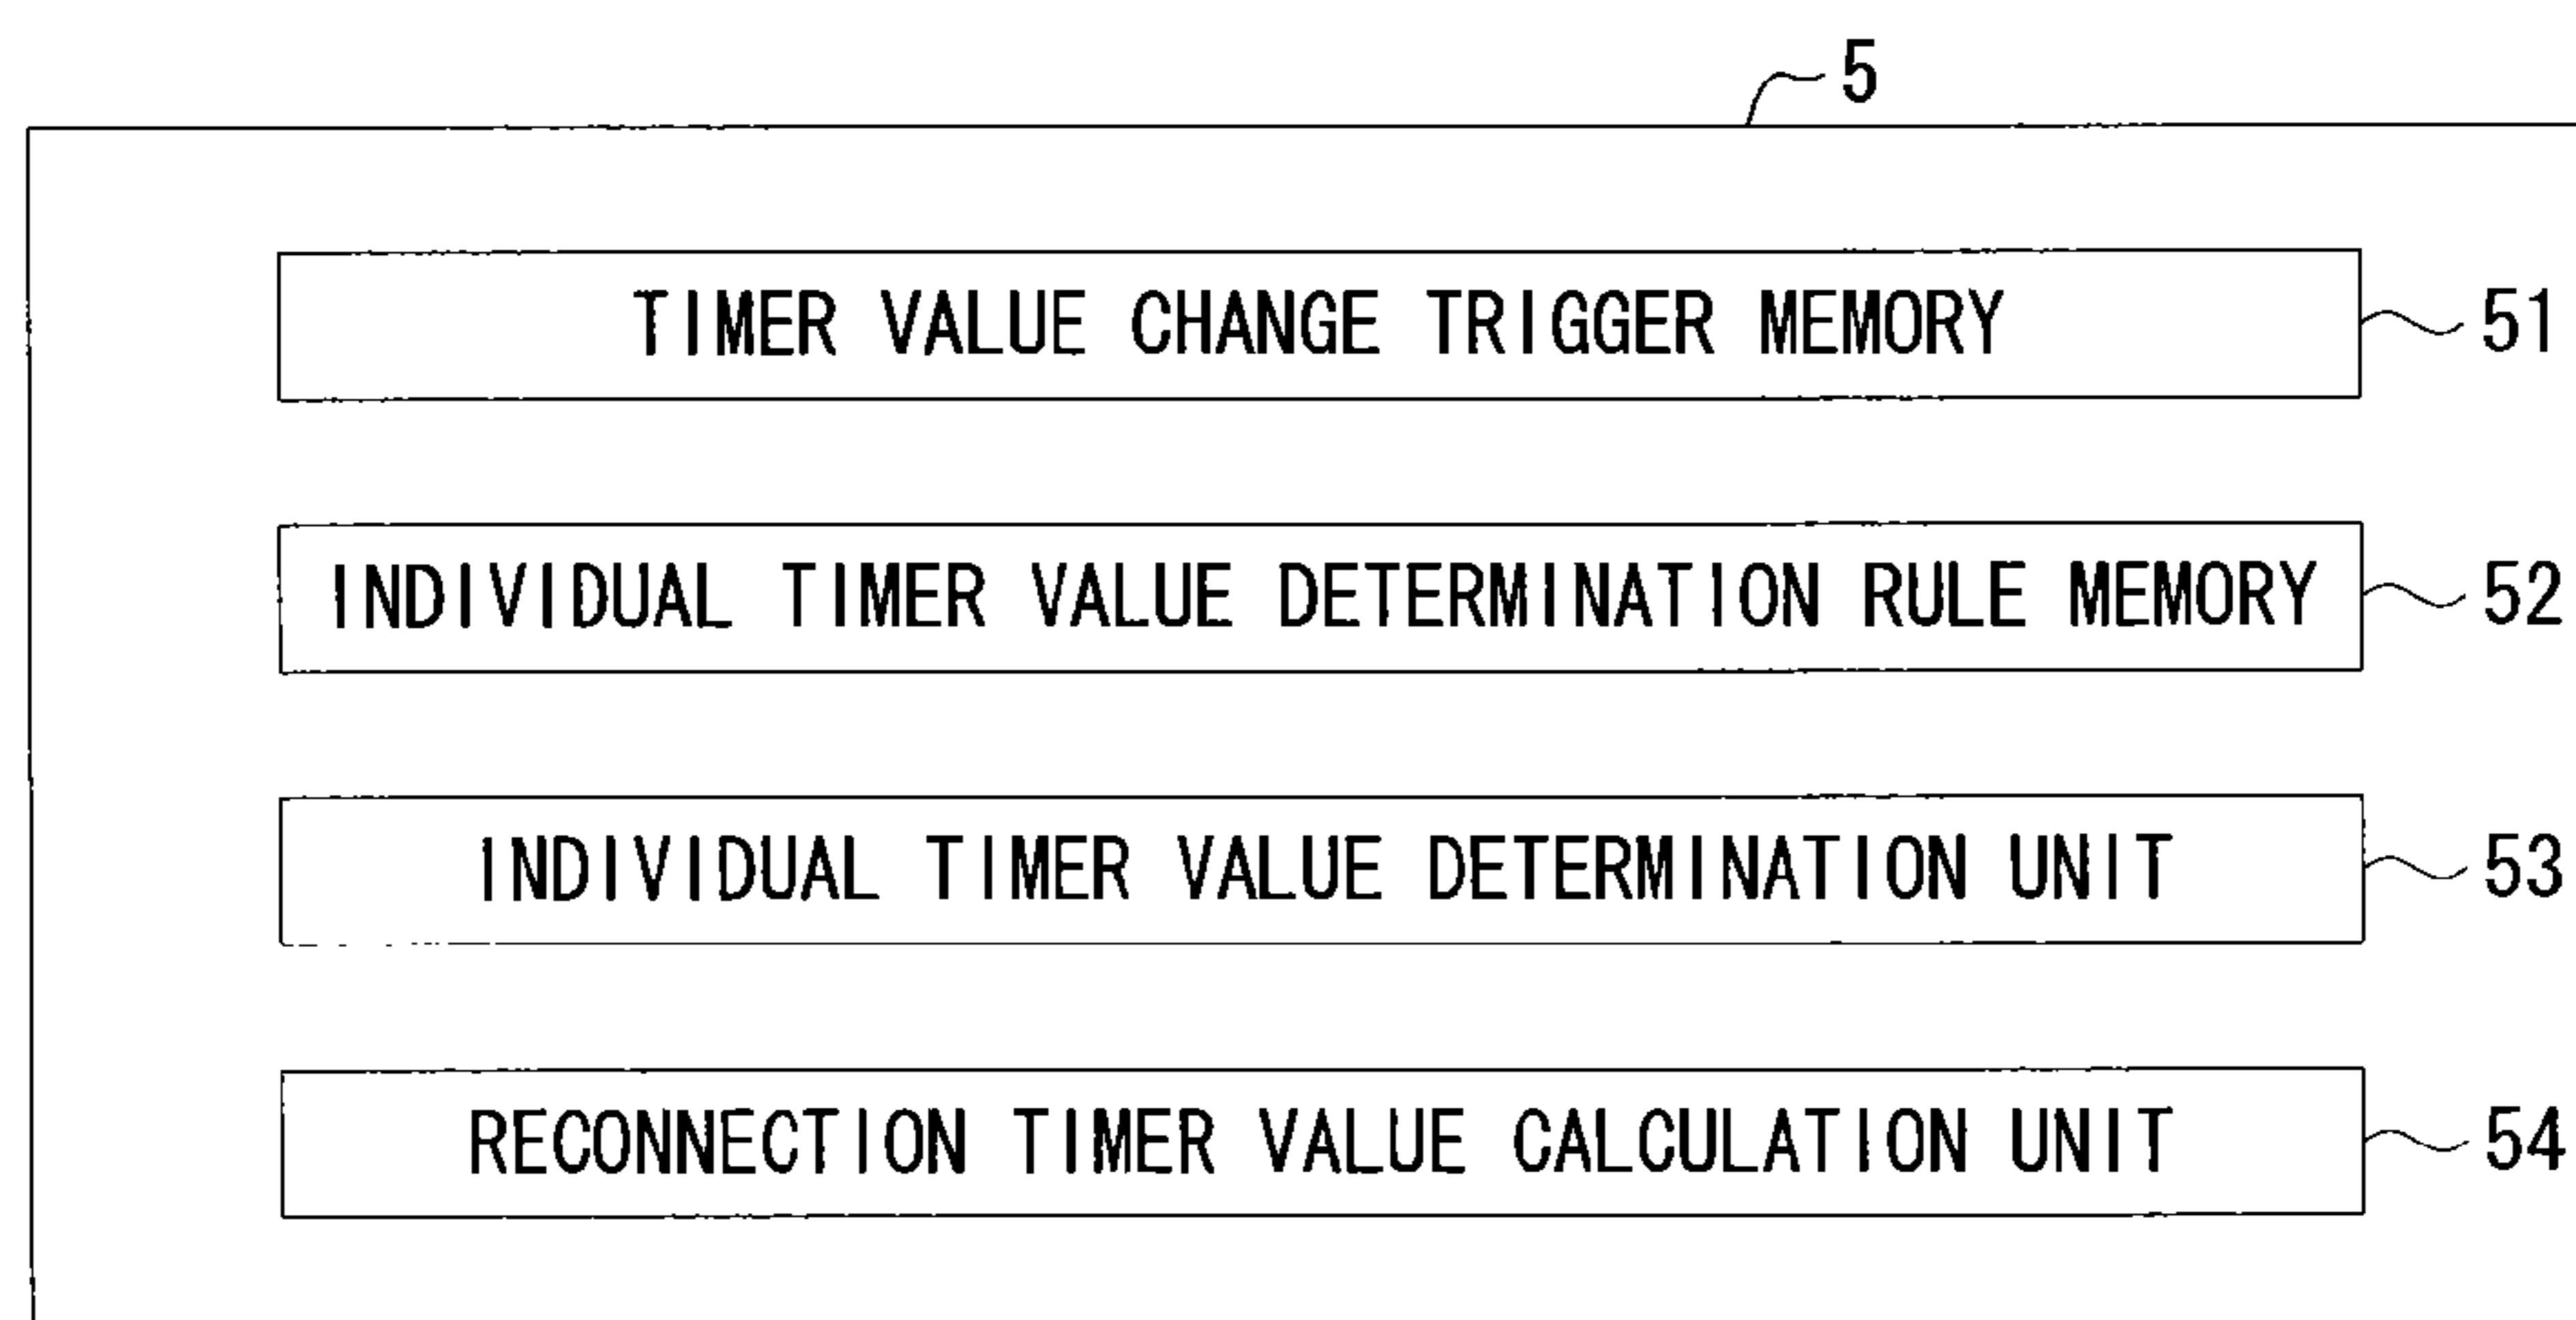 5
TIMER VALUE CHANGE TRIGGER MEMORY 51
INDIVIDUAL TIMER VALUE DETERMINATION RULE MEMORY 52
INDIVIDUAL TIMER VALUE DETERMINATION UNIT 53
RECONNECTION TIMER VALUE CALCULATION UNIT 54